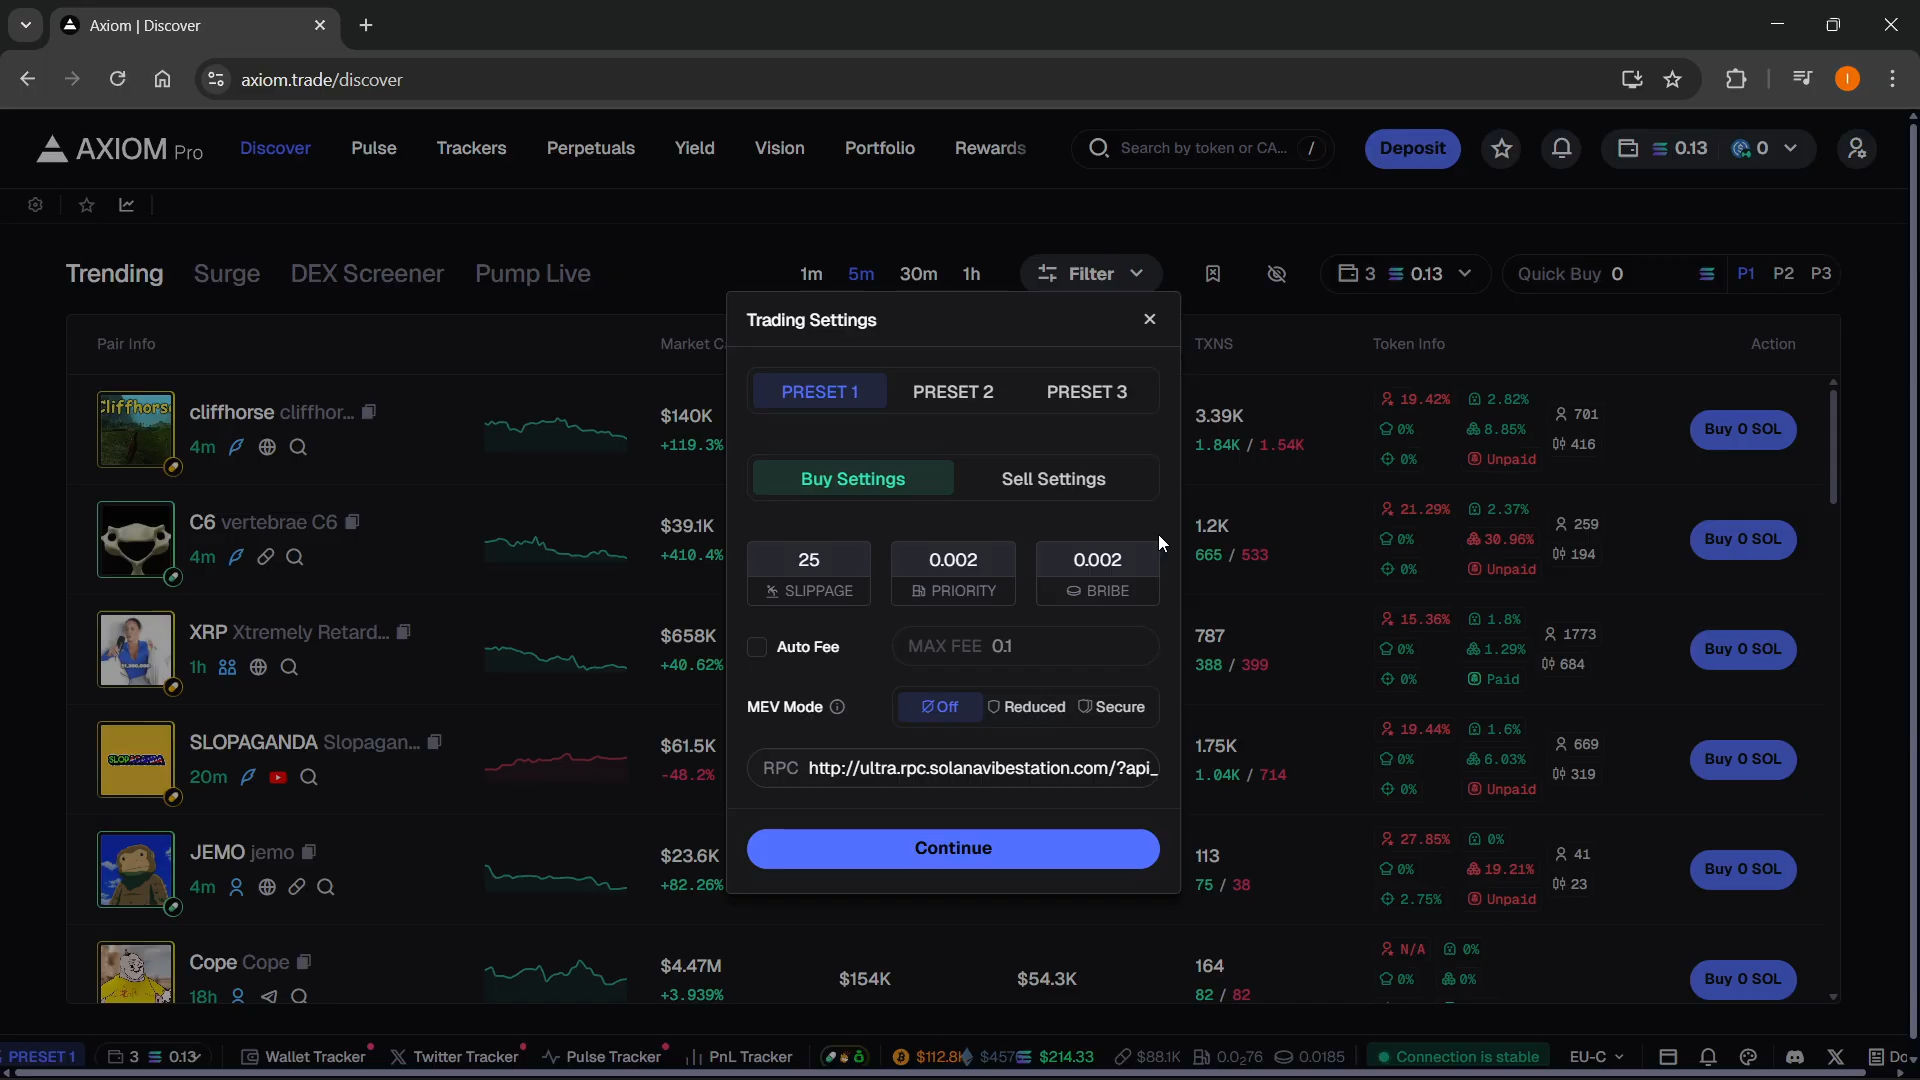 Axiom | Discover
axiom.trade/discover
I
AXIOM Pro
Discover
Pulse
Trackers
Perpetuals
Yield
Vision
Portfolio
Rewards
Search by token or CA... /
Deposit
0.13
0
Trending
Surge
DEX Screener
Pump Live
1m 5m 30m 1h
Filter
3 0.13
Quick Buy 0
P1 P2 P3
Pair Info
Market C
TXNS
Token Info
Action
cliffhorse cliffhor...
4m
$140K
+119.3%
3.39K
1.84K / 1.54K
19.42% 2.82%
0% 8.85%
0% Unpaid
701
416
Buy 0 SOL
C6 vertebrae C6
4m
$39.1K
+410.4%
1.2K
665 / 533
21.29% 2.37%
0% 30.96%
0% Unpaid
259
194
Buy 0 SOL
XRP Xtremely Retard...
1h
$658K
+40.62%
787
388 / 399
15.36% 1.8%
0% 1.29%
0% Paid
1773
684
Buy 0 SOL
SLOPAGANDA Slopagan...
20m
$61.5K
-48.2%
1.75K
1.04K / 714
19.44% 1.6%
0% 6.03%
0% Unpaid
669
319
Buy 0 SOL
JEMO jemo
4m
$23.6K
+82.26%
113
75 / 38
27.85% 0%
0% 19.21%
2.75% Unpaid
41
23
Buy 0 SOL
Cope Cope
18h
$4.47M
+3.939%
$154K
$54.3K
164
82 / 82
N/A 0%
0% 0%
Buy 0 SOL
Trading Settings
PRESET 1
PRESET 2
PRESET 3
Buy Settings
Sell Settings
25
SLIPPAGE
0.002
PRIORITY
0.002
BRIBE
Auto Fee
MAX FEE 0.1
MEV Mode
Off
Reduced
Secure
RPC http://ultra.rpc.solanavibestation.com/?api_
Continue
PRESET 1
3 0.13
Wallet Tracker
Twitter Tracker
Pulse Tracker
PnL Tracker
$112.8K
$457
$214.33
$88.1K
0.0₂76
0.0185
Connection is stable
EU-C